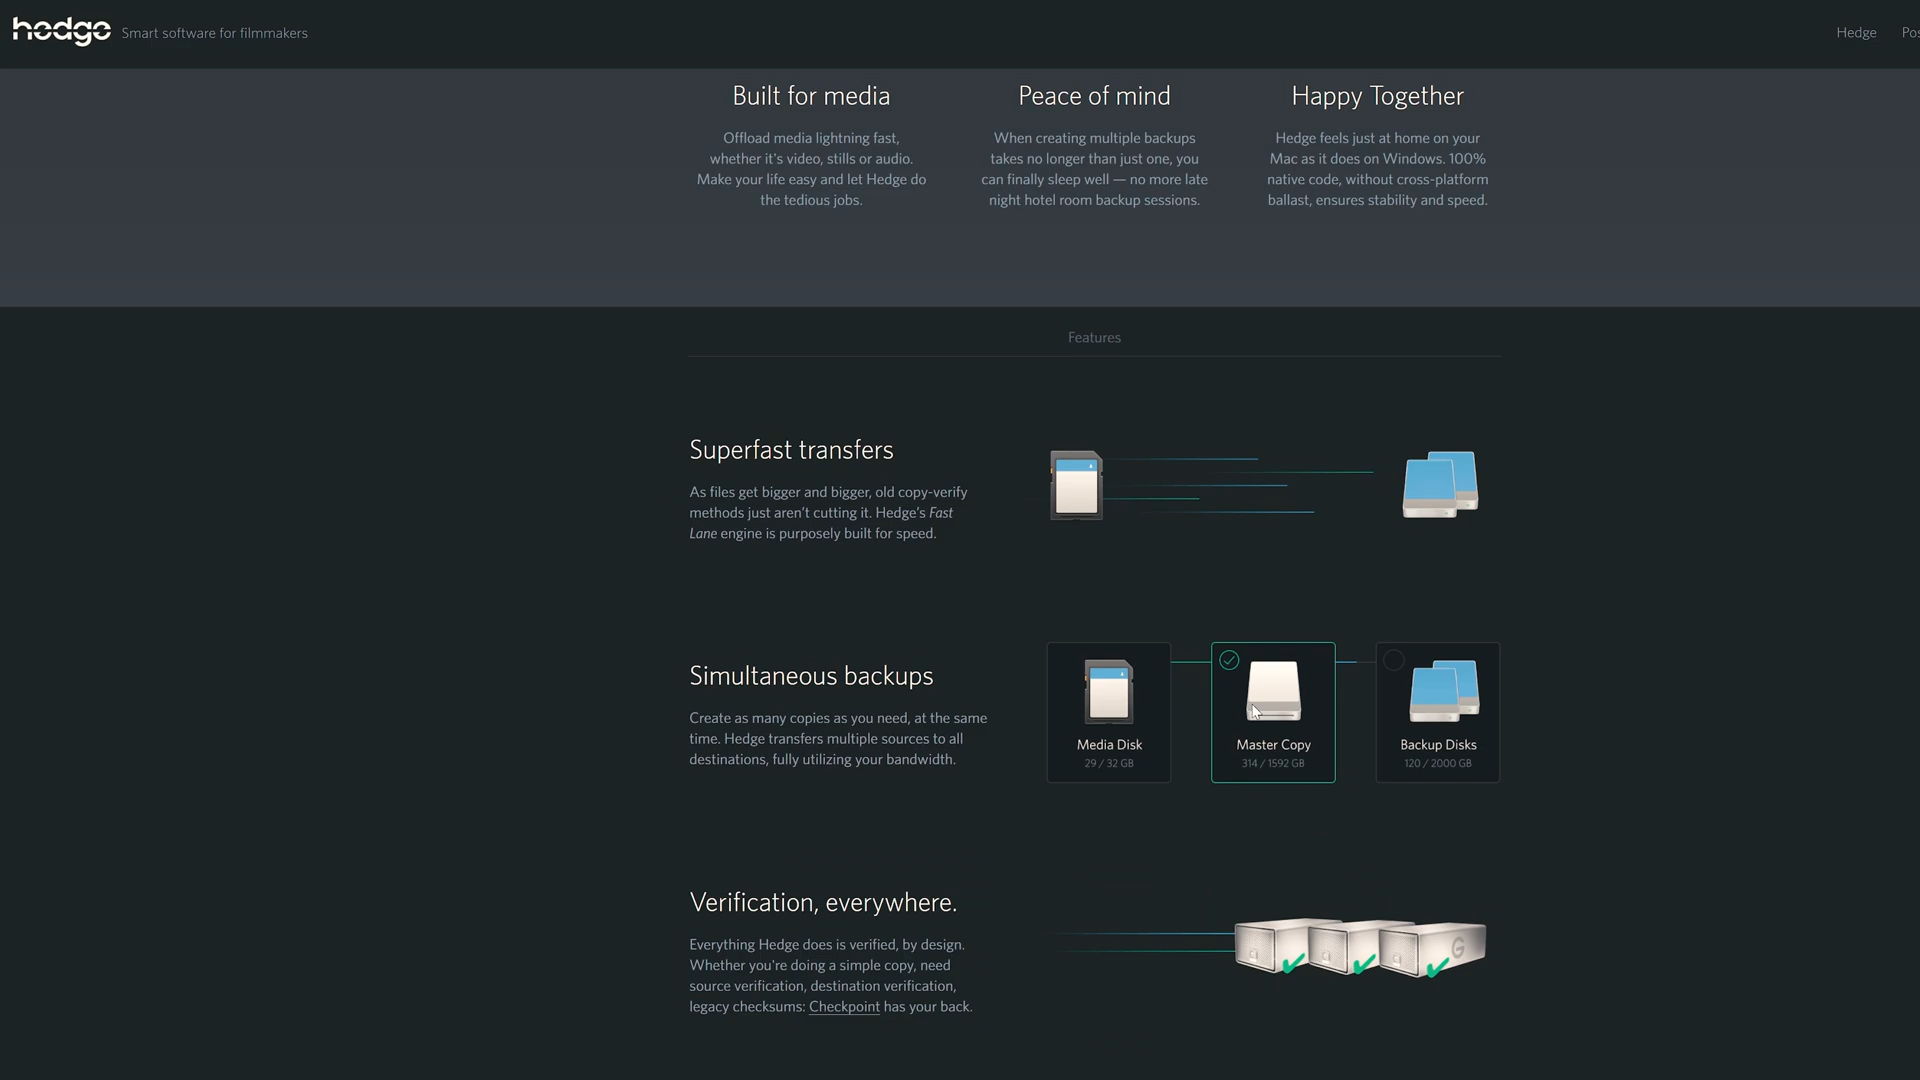 hedge
Smart software for filmmakers
Hedge
Built for media
Offload media lightning fast,
whether it's video, stills or audio.
Make your life easy and let Hedge do
the tedious jobs.
Peace of mind
When creating multiple backups
takes no longer than just one, you
can finally sleep well — no more late
night hotel room backup sessions.
Happy Together
Hedge feels just at home on your
Mac as it does on Windows. 100%
native code, without cross-platform
ballast, ensures stability and speed.
Features
Superfast transfers
As files get bigger and bigger, old copy-verify
methods just aren’t cutting it. Hedge’s Fast
Lane engine is purposely built for speed.
Simultaneous backups
Create as many copies as you need, at the same
time. Hedge transfers multiple sources to all
destinations, fully utilizing your bandwidth.
Media Disk
29 / 32 GB
Master Copy
314 / 1592 GB
Backup Disks
120 / 2000 GB
Verification, everywhere.
Everything Hedge does is verified, by design.
Whether you're doing a simple copy, need
source verification, destination verification,
legacy checksums: Checkpoint has your back.
G